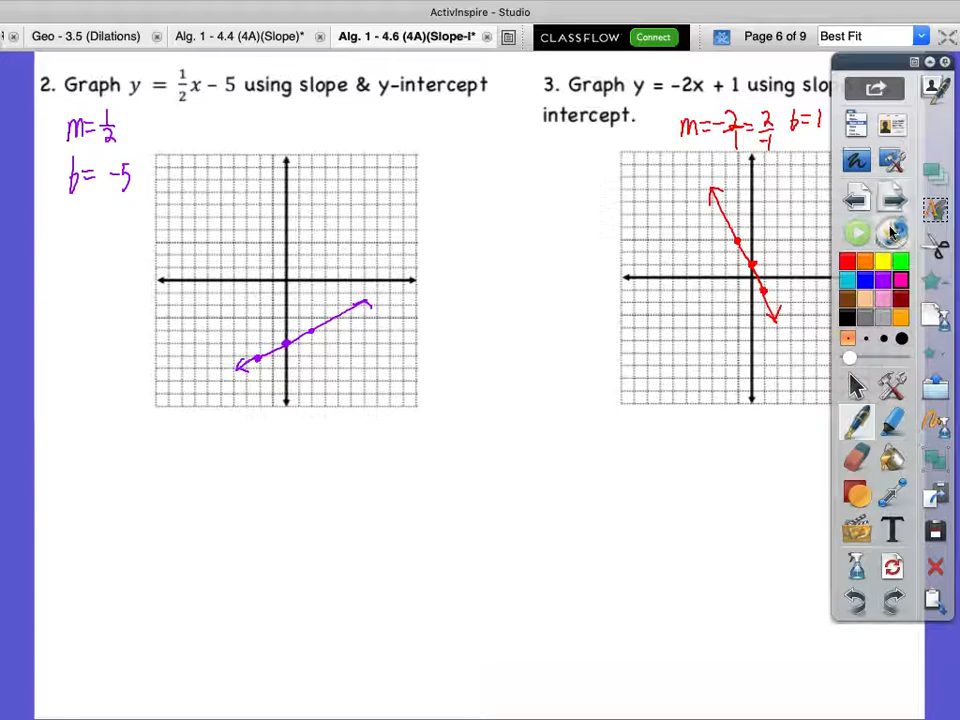 ActivInspire - Studio
Geo - 3.5 (Dilations)
Alg. 1 - 4.4 (4A)(Slope)*
Alg. 1 - 4.6 (4A)(Slope-I*
CLASSFLOW
Connect
Page 6 of 9
Best Fit
2. Graph y = 1/2 x - 5 using slope & y-intercept
m = 1/2
b = -5
3. Graph y = -2x + 1 using slop
intercept.
m = -2/1 = 2/-1 b = 1
T